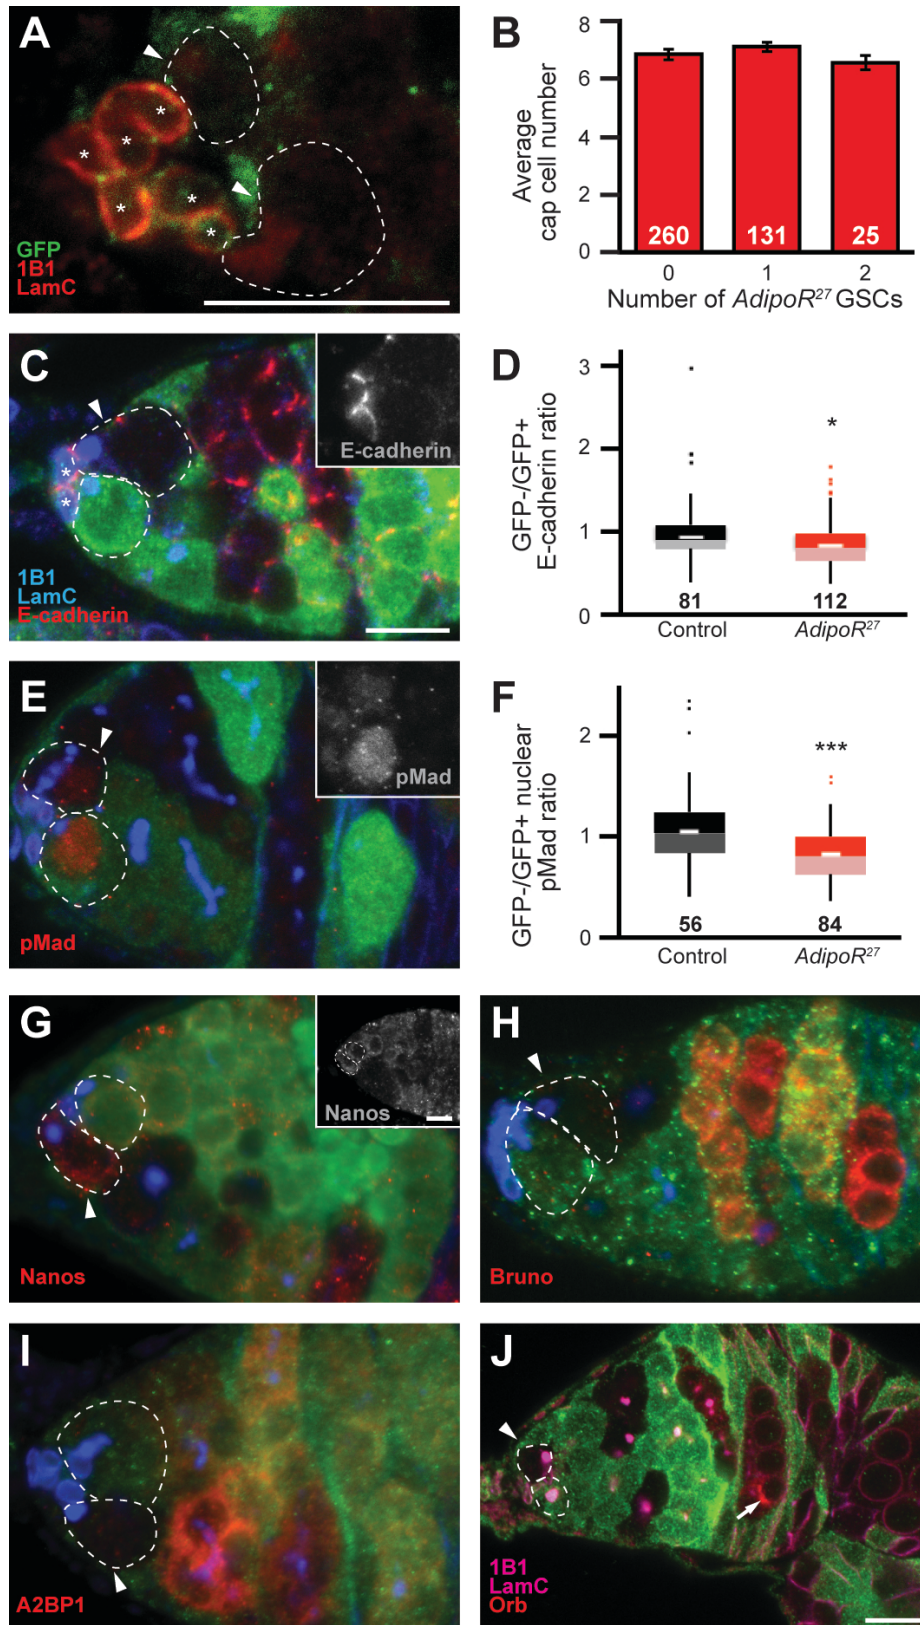 A
*
*
*
*
*
*
GFP
1B1
LamC
B
Average
cap cell number
8
6
4
2
0
260
131
25
0
1
2
Number of AdipoR27 GSCs
C
E-cadherin
*
*
1B1
LamC
E-cadherin
D
GFP-/GFP+
E-cadherin ratio
3
2
1
0
*
81
112
Control
AdipoR27
E
pMad
pMad
F
GFP-/GFP+ nuclear
pMad ratio
2
1
0
***
56
84
Control
AdipoR27
G
Nanos
Nanos
H
Bruno
I
A2BP1
J
1B1
LamC
Orb